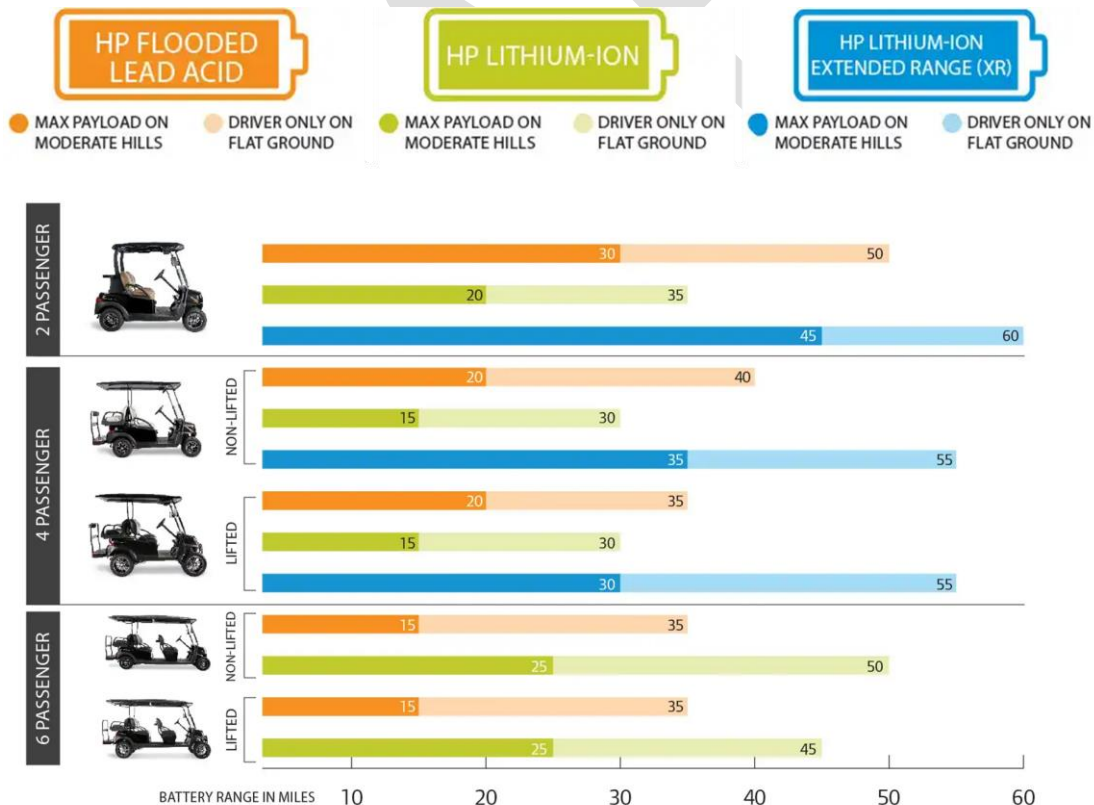 HP FLOODED
LEAD ACID
HP LITHIUM-ION
HP LITHIUM-ION
EXTENDED RANGE (XR)
MAX PAYLOAD ON
MODERATE HILLS
DRIVER ONLY ON
FLAT GROUND
MAX PAYLOAD ON
MODERATE HILLS
DRIVER ONLY ON
FLAT GROUND
MAX PAYLOAD ON
MODERATE HILLS
DRIVER ONLY ON
FLAT GROUND
2 PASSENGER
30 50
20 35
45 60
4 PASSENGER
NON-LIFTED
20 40
15 30
35 55
LIFTED
20 35
15 30
30 55
6 PASSENGER
NON-LIFTED
15 35
25 50
LIFTED
15 35
25 45
BATTERY RANGE IN MILES 10 20 30 40 50 60